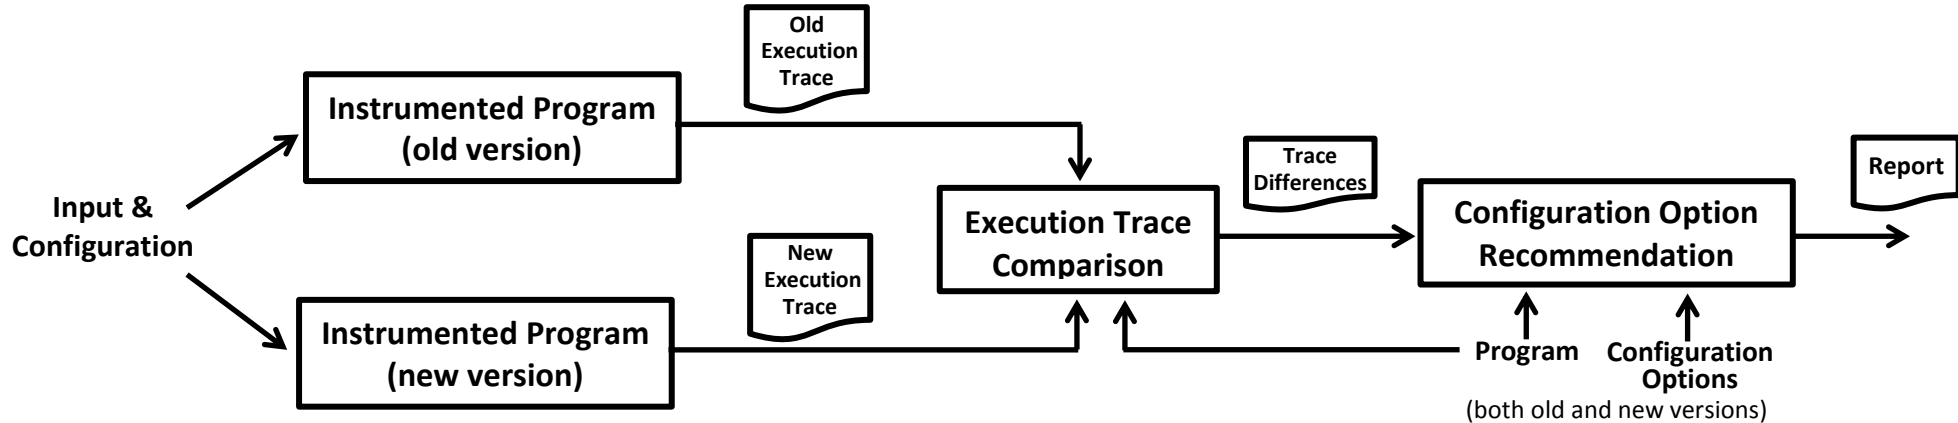 Old
Execution
Trace
Instrumented Program
(old version)
Trace
Differences
Report
Input &
Configuration
Execution Trace
Comparison
Configuration Option
Recommendation
New
Execution
Trace
Instrumented Program
(new version)
Program
Configuration
Options
(both old and new versions)